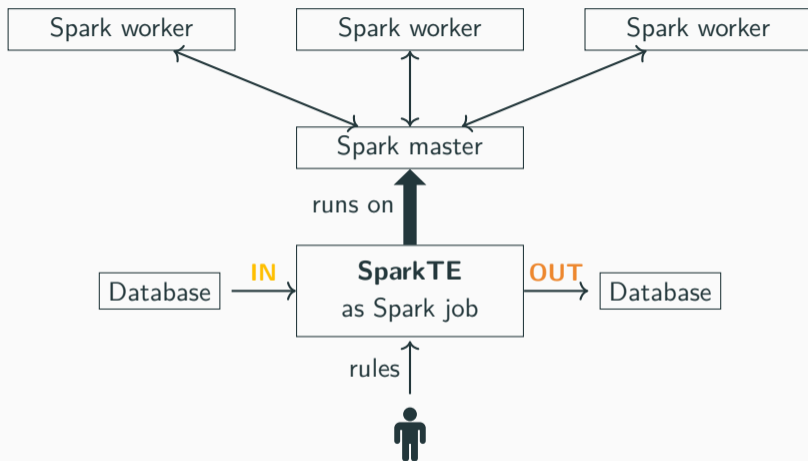 Spark worker
Spark worker
Spark worker
Spark master
runs on
IN
SparkTE
OUT
Database
as Spark job
Database
rules